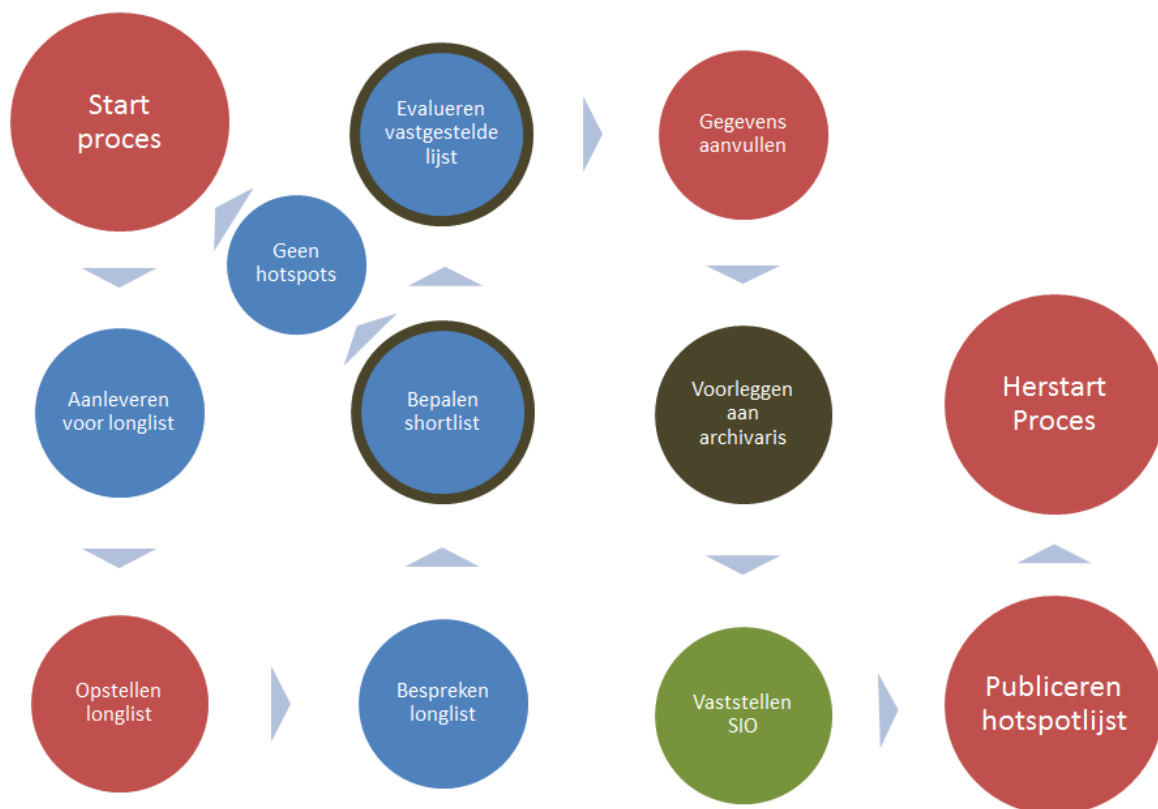 Start
proces
Aanleveren
voor longlist
Opstellen
longlist
Bespreken
longlist
Bepalen
shortlist
Geen
hotspots
Evalueren
vastgestelde
lijst
Gegevens
aanvullen
Voorleggen
aan
archivaris
Vaststellen
SIO
Publiceren
hotspotlijst
Herstart
Proces